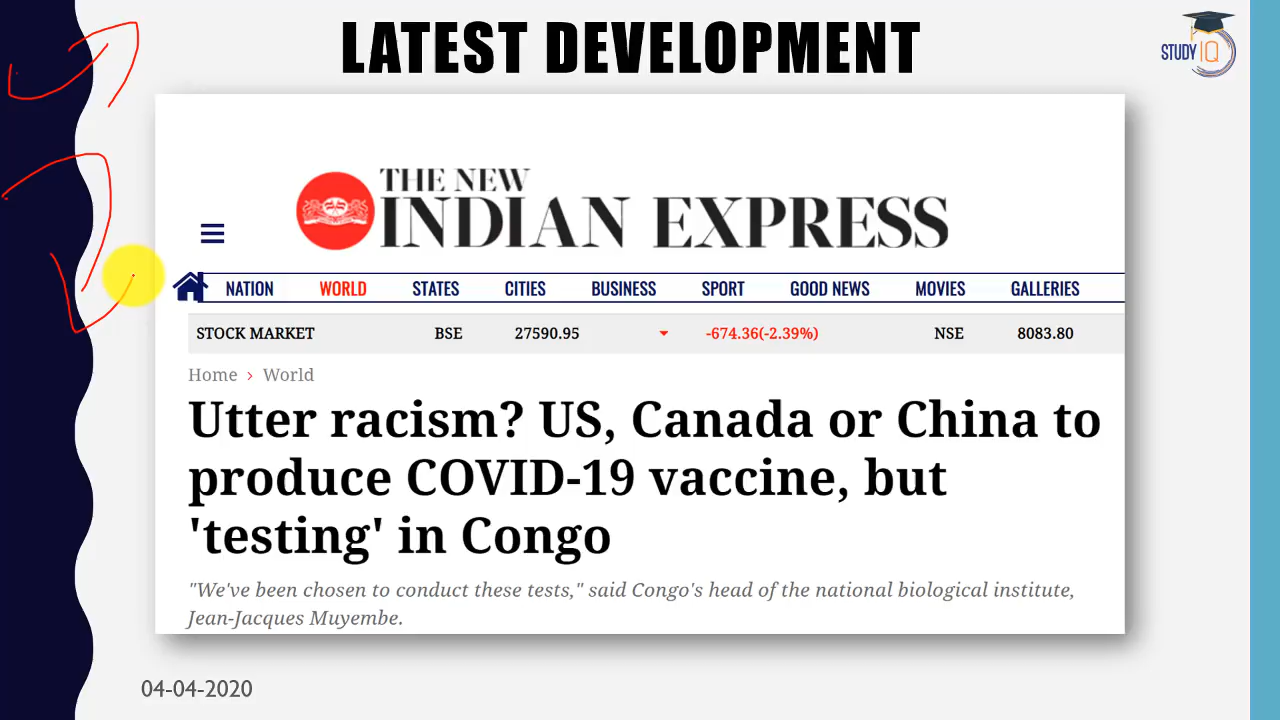 LATEST DEVELOPMENT
STUDY IQ
THE NEW
INDIAN EXPRESS
NATION WORLD STATES CITIES BUSINESS SPORT GOOD NEWS MOVIES GALLERIES
STOCK MARKET BSE 27590.95 -674.36(-2.39%) NSE 8083.80
Home › World
Utter racism? US, Canada or China to
produce COVID-19 vaccine, but
'testing' in Congo
"We've been chosen to conduct these tests," said Congo's head of the national biological institute,
Jean-Jacques Muyembe.
04-04-2020